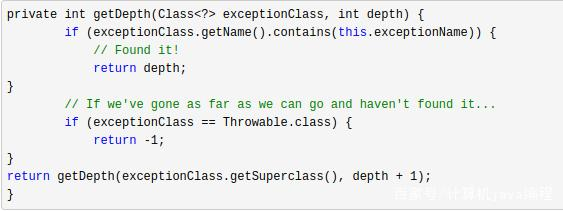 private int getDepth(Class<?> exceptionClass, int depth) {
        if (exceptionClass.getName().contains(this.exceptionName)) {
            // Found it!
            return depth;
}
        // If we've gone as far as we can go and haven't found it...
        if (exceptionClass == Throwable.class) {
            return -1;
}
return getDepth(exceptionClass.getSuperclass(), depth + 1);
}
百家号/计算机java编程